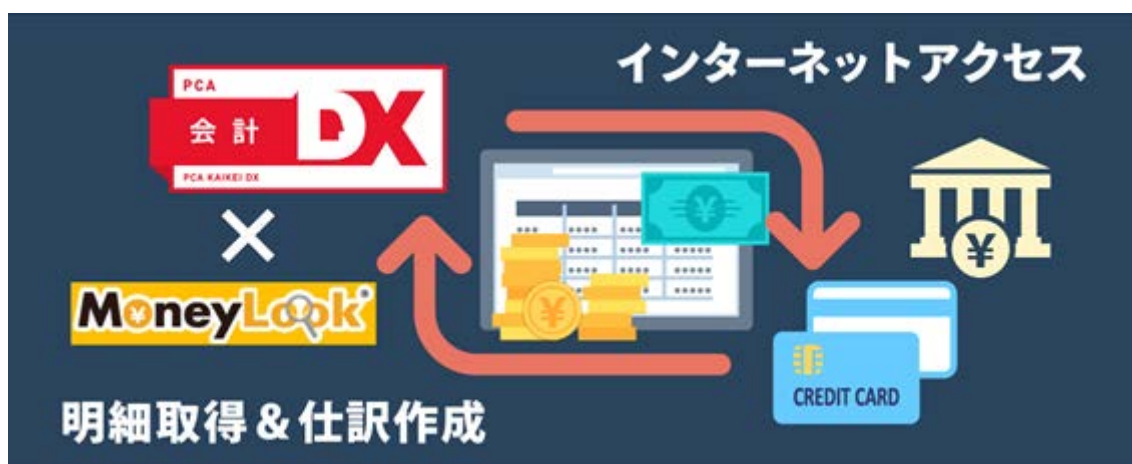 インターネットアクセス
PCA
会計 DX
PCA KAIKEI DX
×
MoneyLook®
¥
¥
¥
CREDIT CARD
明細取得&仕訳作成